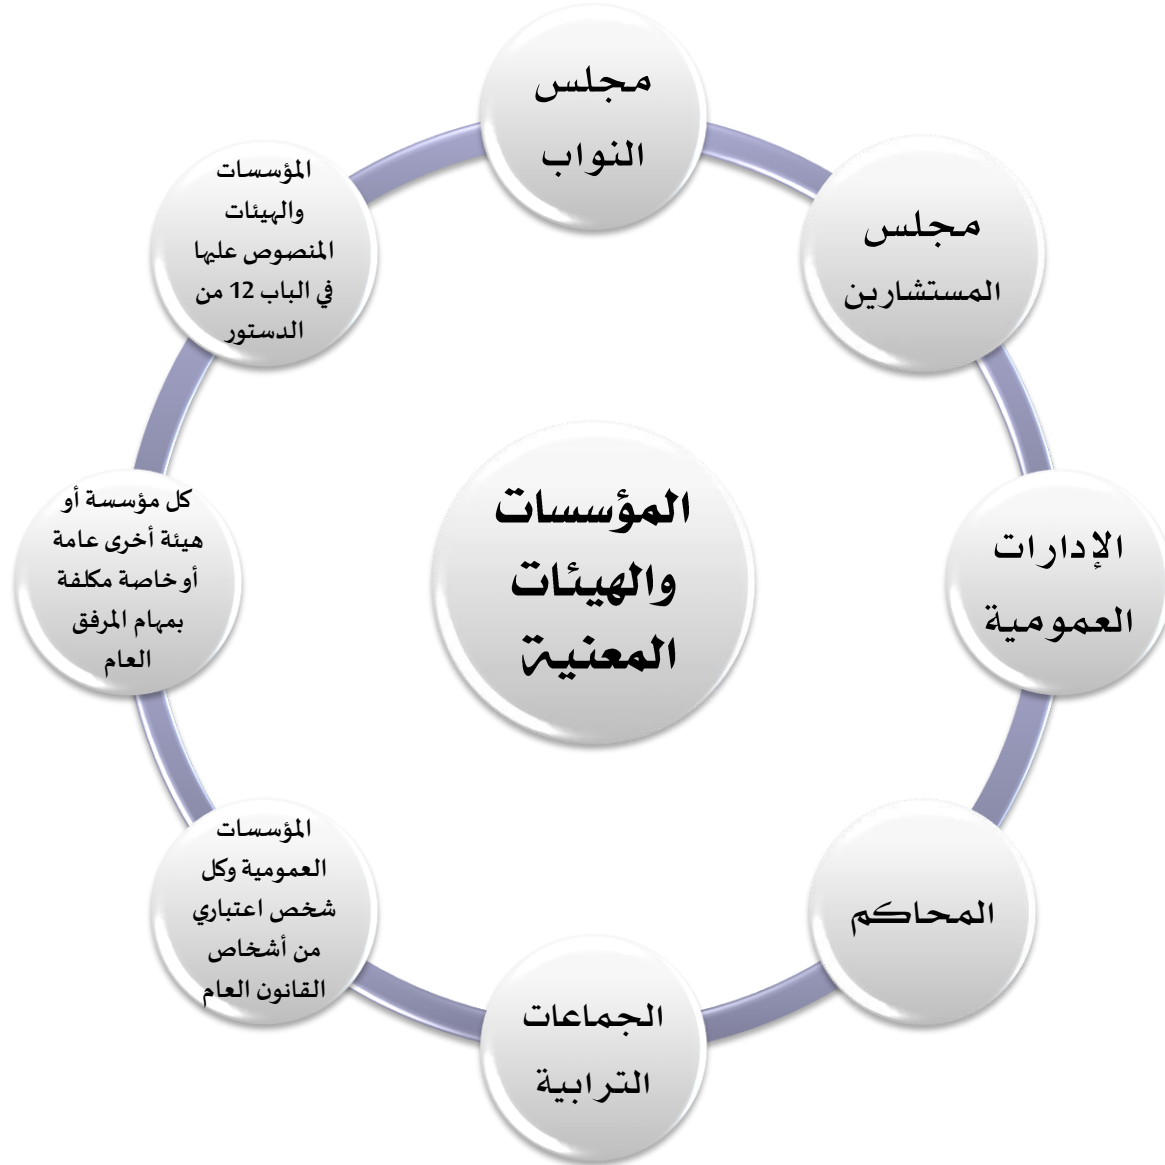 مجلس
النواب
مجلس
المستشارين
الإدارات
العمومية
المحاكم
الجماعات
الترابية
المؤسسات
العمومية وكل
شخص اعتباري
من أشخاص
القانون العام
كل مؤسسة أو
هيئة أخرى عامة
أو خاصة مكلفة
بمهام المرفق
العام
المؤسسات
والهيئات
المنصوص عليها
في الباب 12 من
الدستور
المؤسسات
والهيئات
المعنية